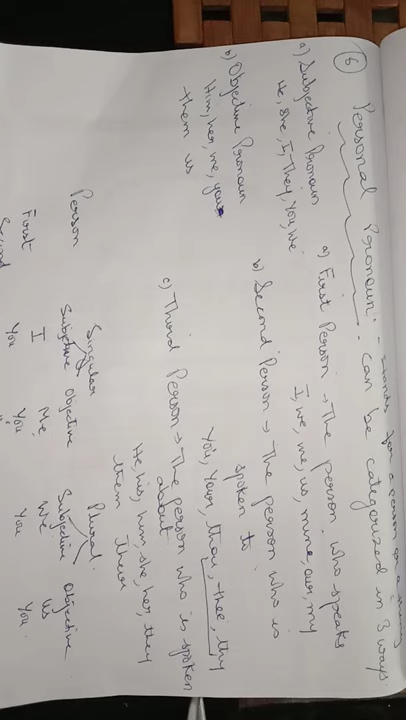 6 Personal Pronoun :- stands for a person or a thing
can be categorized in 3 ways:
a) Subjective Pronoun
He, she, I, They, You, we
b) Objective Pronoun
Him, her, me, you
them us
a) First Person → The person who speaks
I, we, me, us, mine, our, my
b) Second Person → The person who is
spoken to
You, Your, thou, thee, thy
c) Third Person → The person who is spoken
about
He, his, him, she, her, they
them Their
Person Singular Plural.
Subjective Objective Subjective Objective
First I Me, We Us
Second You You You You